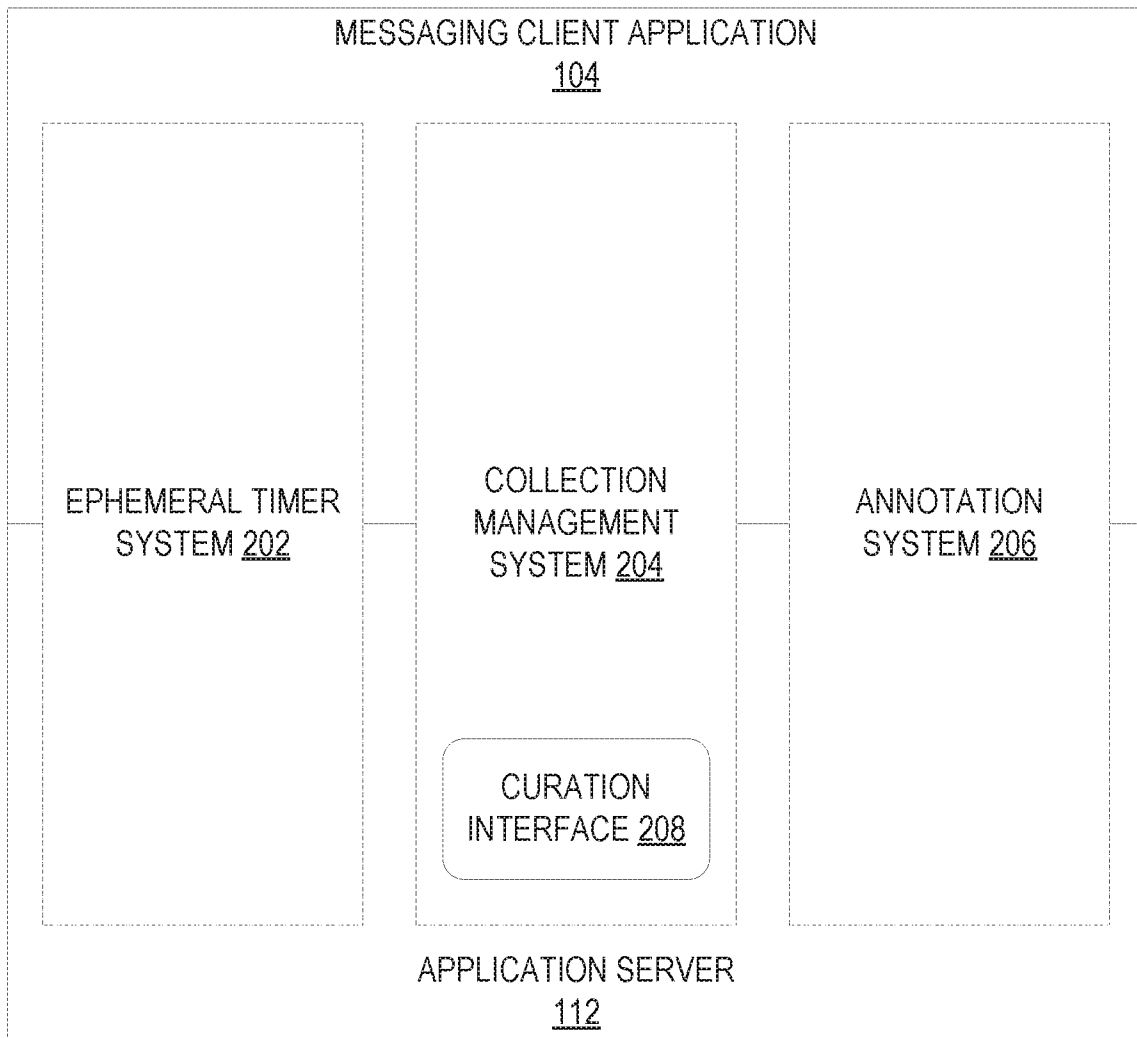 MESSAGING CLIENT APPLICATION
104
EPHEMERAL TIMER
SYSTEM 202
COLLECTION
MANAGEMENT
SYSTEM 204
ANNOTATION
SYSTEM 206
CURATION
INTERFACE 208
APPLICATION SERVER
112